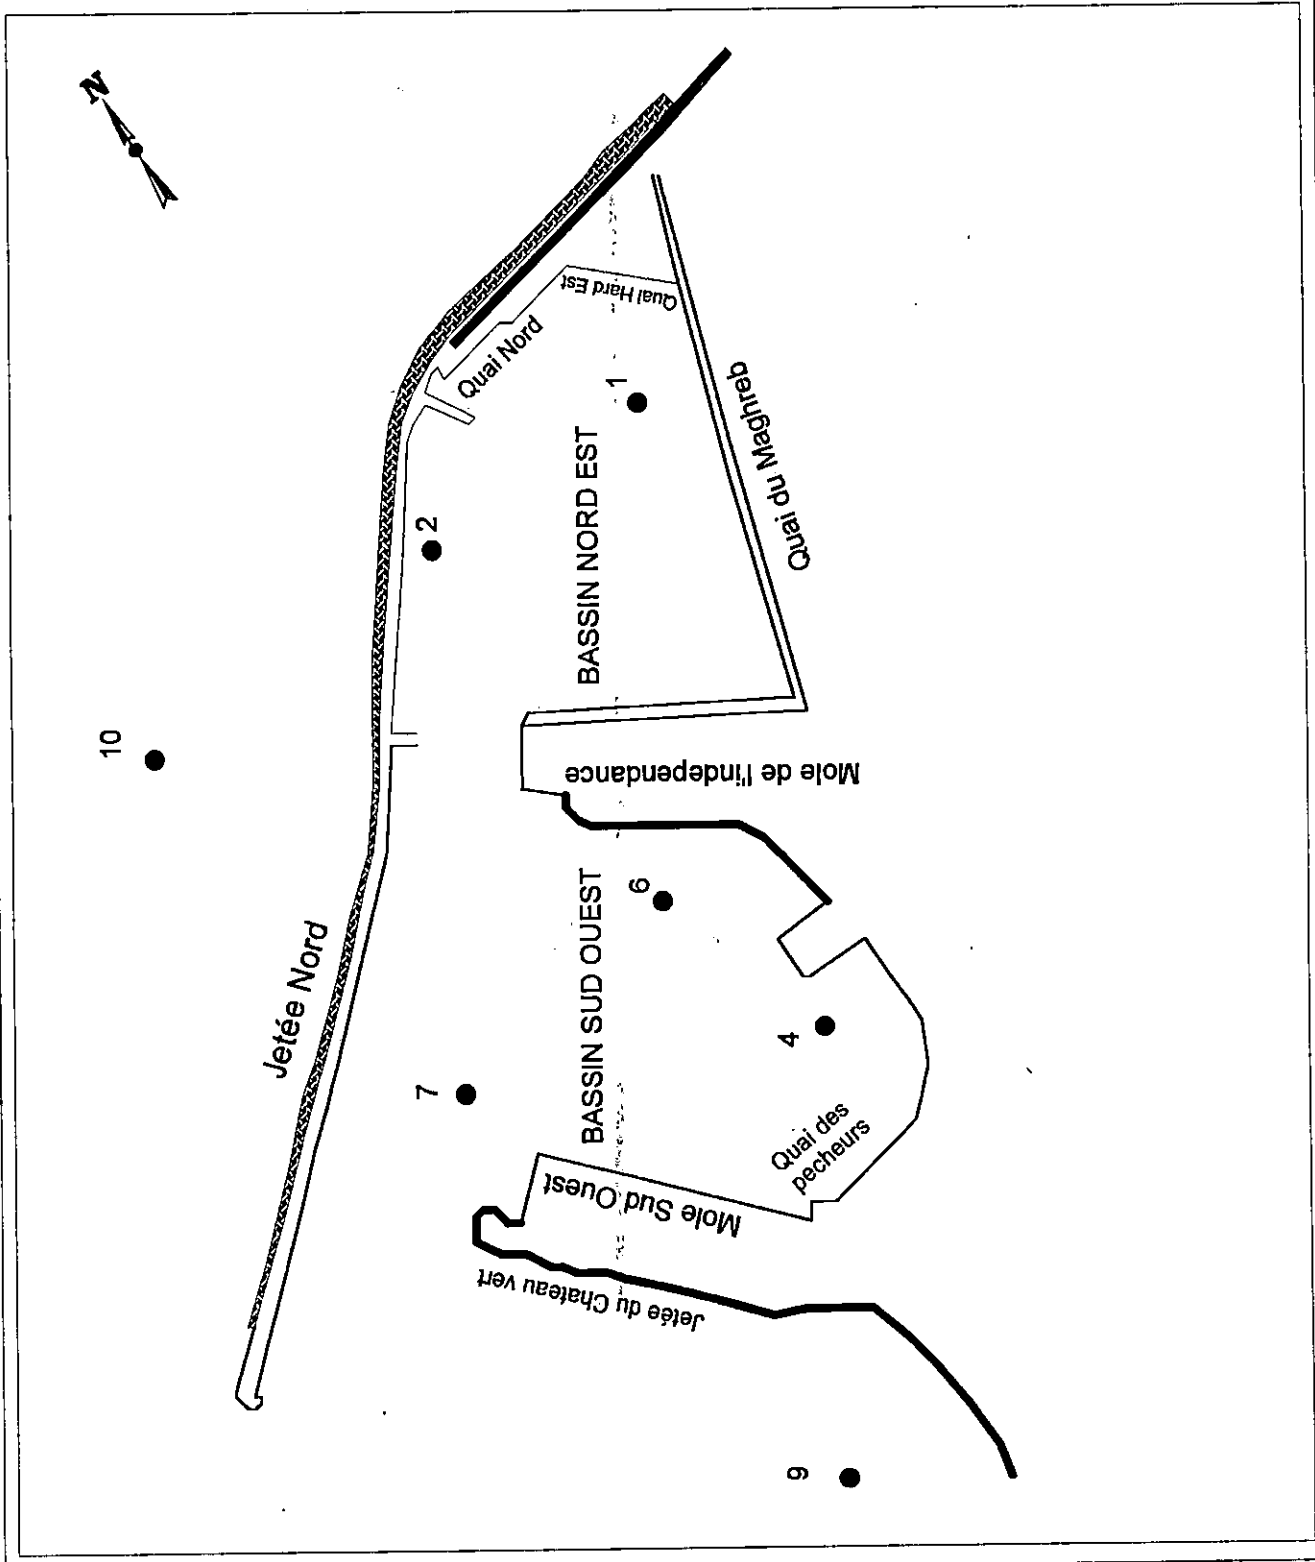 N
Quai Hard Est
Quai Nord
1
2
BASSIN NORD EST
Quai du Maghreb
10
Mole de l'independance
Jetée Nord
6
BASSIN SUD OUEST
4
7
Quai des
pecheurs
Mole Sud Ouest
Jetée du Chateau vert
9